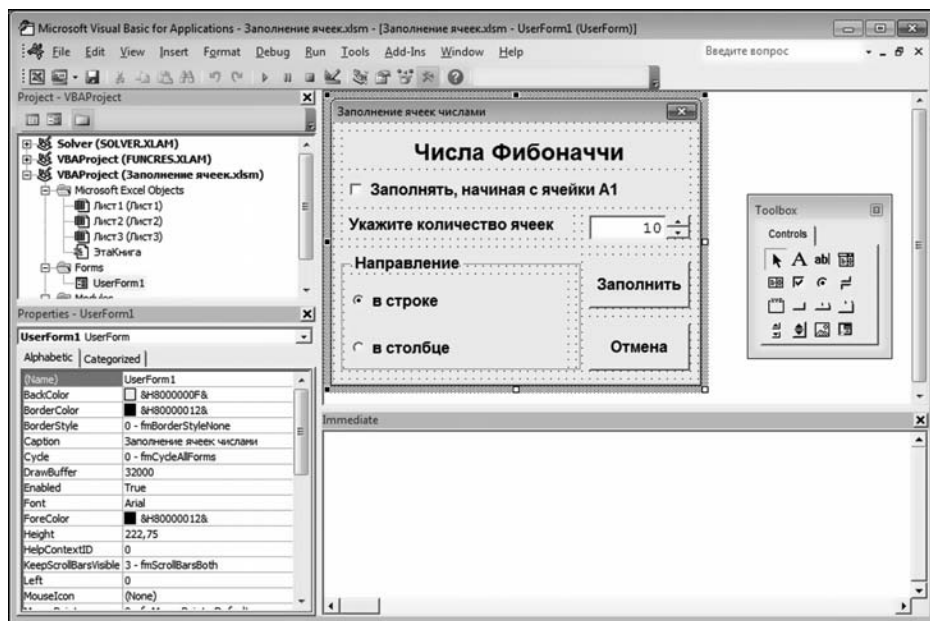 Microsoft Visual Basic for Applications - Заполнение ячеек.xlsm - [Заполнение ячеек.xlsm - UserForm1 (UserForm)]
File Edit View Insert Format Debug Run Tools Add-Ins Window Help
Введите вопрос
Project - VBAProject
Solver (SOLVER.XLAM)
VBAProject (FUNCRES.XLAM)
VBAProject (Заполнение ячеек.xlsm)
Microsoft Excel Objects
Лист1 (Лист1)
Лист2 (Лист2)
Лист3 (Лист3)
ЭтаКнига
Forms
UserForm1
Modules
Properties - UserForm1
UserForm1 UserForm
Alphabetic Categorized
(Name) UserForm1
BackColor &H8000000F&
BorderColor &H80000012&
BorderStyle 0 - fmBorderStyleNone
Caption Заполнение ячеек числами
Cycle 0 - fmCycleAllForms
DrawBuffer 32000
Enabled True
Font Arial
ForeColor &H80000012&
Height 222,75
HelpContextID 0
KeepScrollBarsVisible 3 - fmScrollBarsBoth
Left 0
MouseIcon (None)
Заполнение ячеек числами
Числа Фибоначчи
Заполнять, начиная с ячейки A1
Укажите количество ячеек 10
Направление
в строке
в столбце
Заполнить
Отмена
Toolbox
Controls
A ab|
Immediate